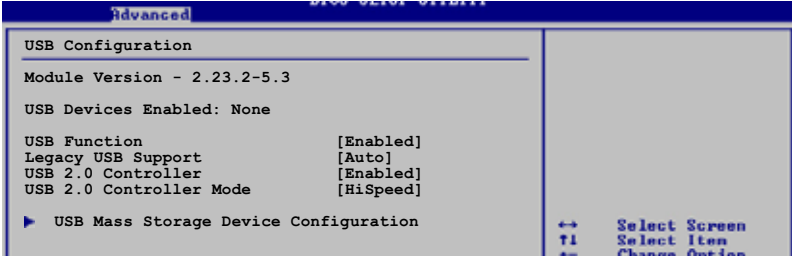 Advanced
USB Configuration
Module Version - 2.23.2-5.3
USB Devices Enabled: None
USB Function [Enabled]
Legacy USB Support [Auto]
USB 2.0 Controller [Enabled]
USB 2.0 Controller Mode [HiSpeed]
USB Mass Storage Device Configuration
↔ Select Screen
↑↓ Select Item
Change Option